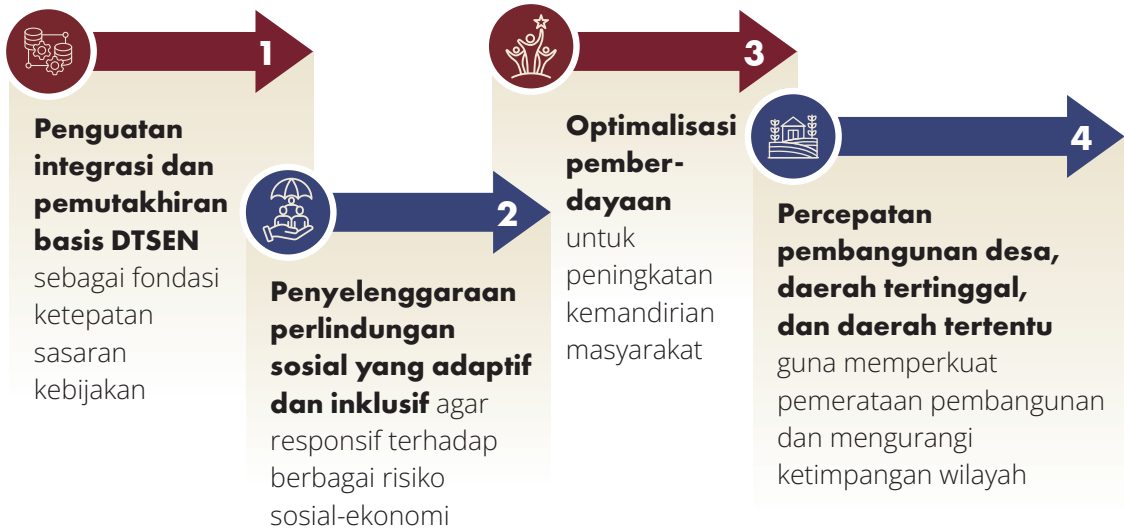 1
Penguatan
integrasi dan
pemutakhiran
basis DTSEN
sebagai fondasi
ketepatan
sasaran
kebijakan
2
Penyelenggaraan
perlindungan
sosial yang adaptif
dan inklusif agar
responsif terhadap
berbagai risiko
sosial-ekonomi
3
Optimalisasi
pember-
dayaan
untuk
peningkatan
kemandirian
masyarakat
4
Percepatan
pembangunan desa,
daerah tertinggal,
dan daerah tertentu
guna memperkuat
pemerataan pembangunan
dan mengurangi
ketimpangan wilayah